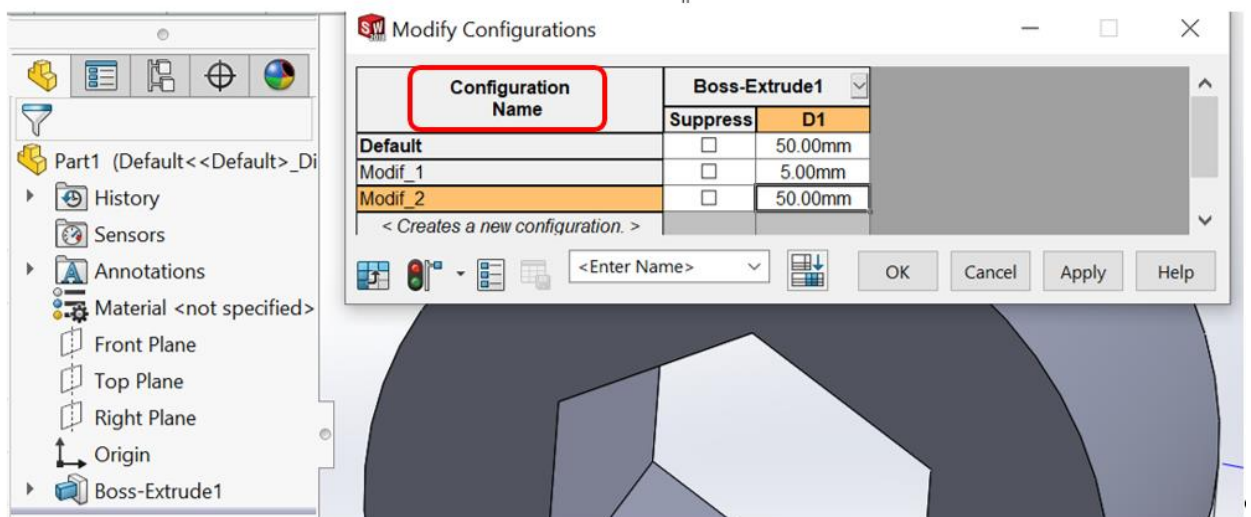 SW
2018
Modify Configurations
Configuration
Name
Boss-Extrude1
Suppress D1
Default 50.00mm
Modif_1 5.00mm
Modif_2 50.00mm
< Creates a new configuration. >
<Enter Name>
OK Cancel Apply Help
Part1 (Default<<Default>_Di
History
Sensors
Annotations
A
Material <not specified>
Front Plane
Top Plane
Right Plane
Origin
Boss-Extrude1